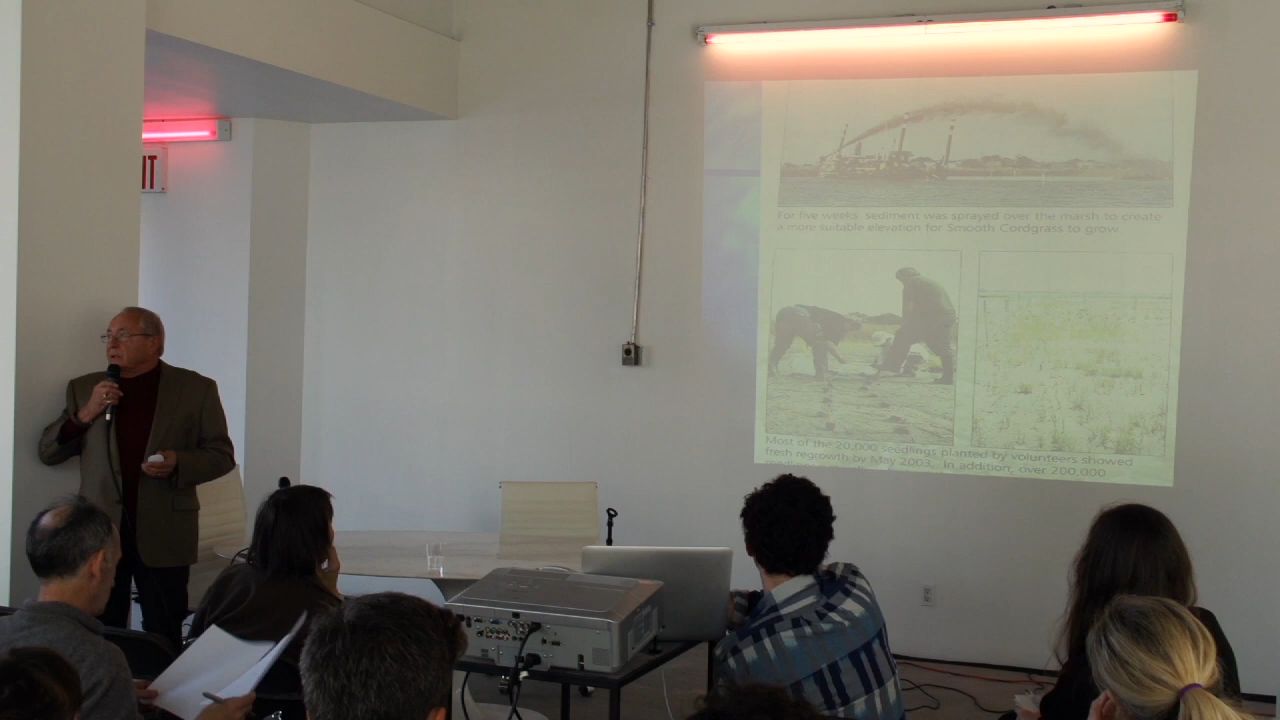 IT
For five weeks sediment was sprayed over the marsh to create
a more suitable elevation for Smooth Cordgrass to grow
Most of the 20,000 seedlings planted by volunteers showed
fresh regrowth by May 2003. In addition, over 200,000